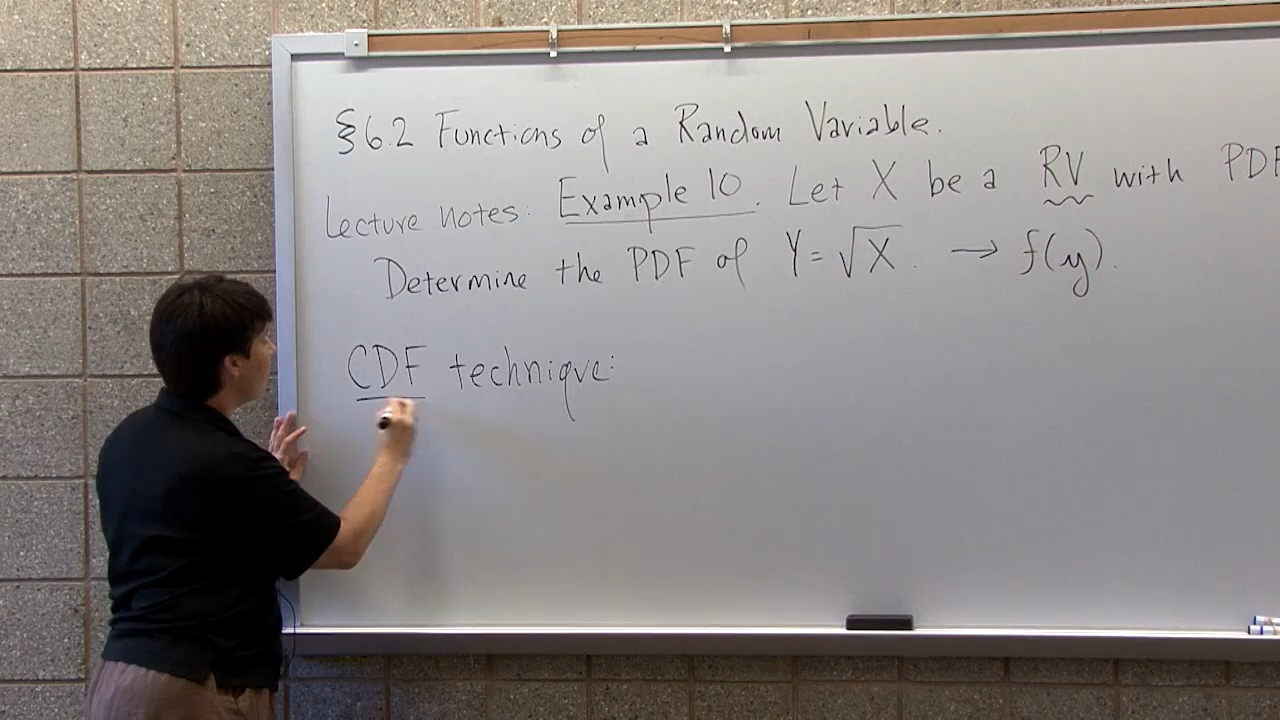 §6.2 Functions of a Random Variable.
Lecture notes: Example 10. Let X be a RV with PDF
Determine the PDF of Y = √X. → f(y).
CDF technique: